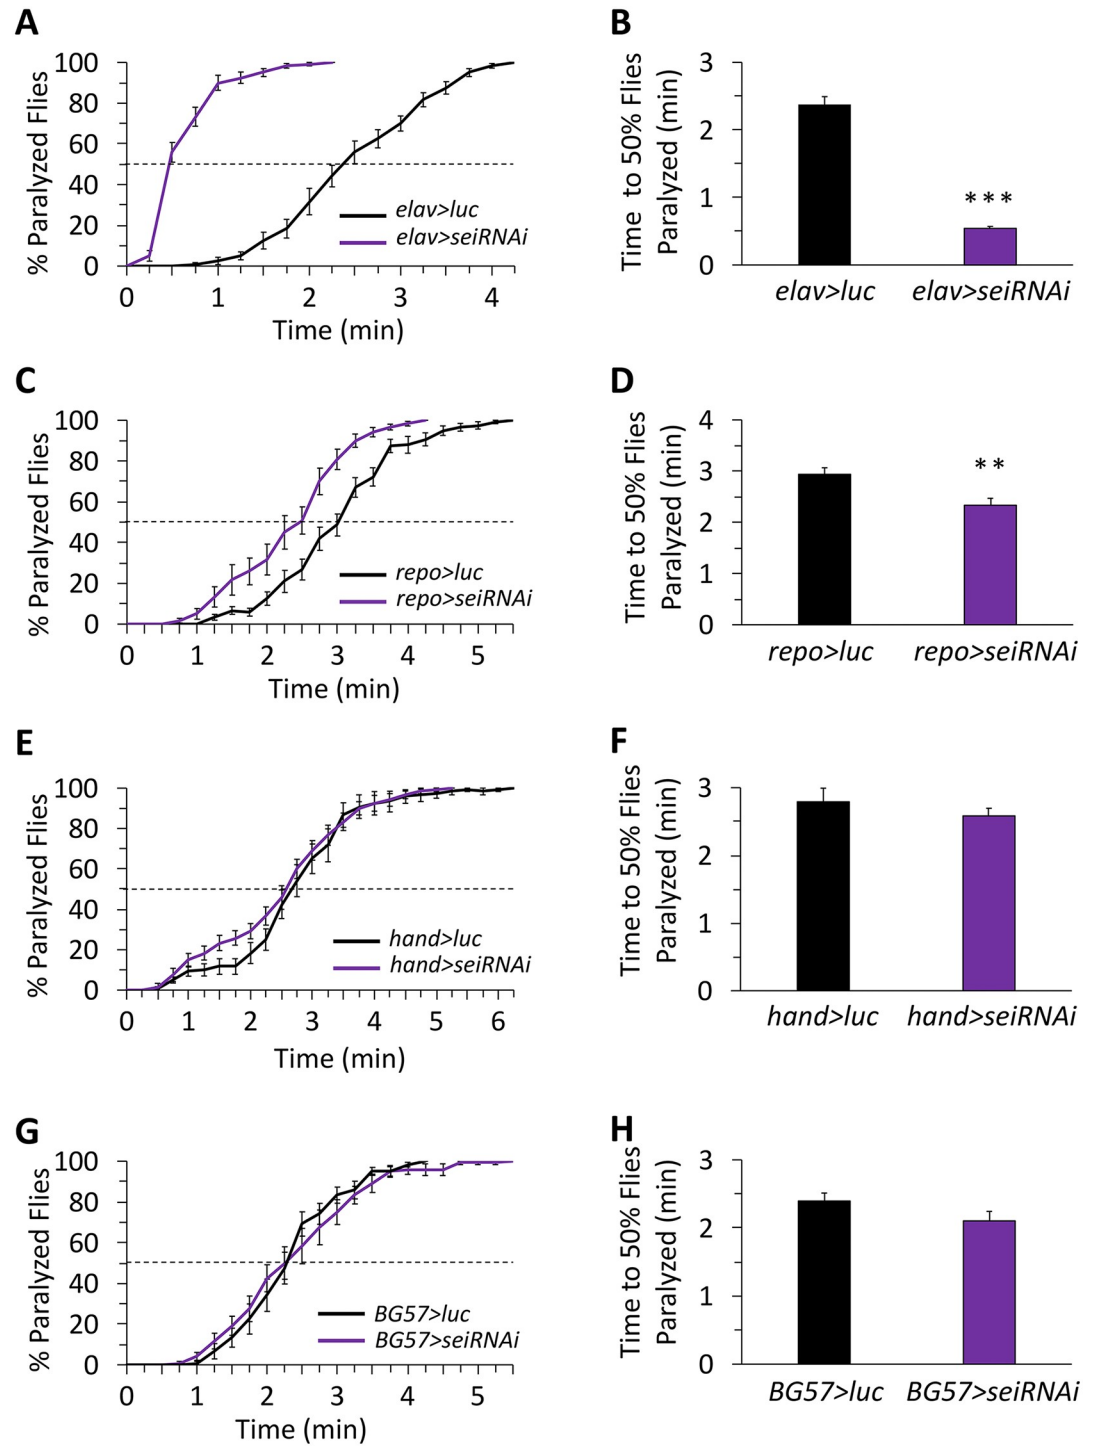 A
% Paralyzed Flies
100
80
60
40
20
0
0 1 2 3 4
Time (min)
elav>luc
elav>seiRNAi
B
Time to 50% Flies
Paralyzed (min)
3
2
1
0
***
elav>luc elav>seiRNAi
C
% Paralyzed Flies
100
80
60
40
20
0
0 1 2 3 4 5
Time (min)
repo>luc
repo>seiRNAi
D
Time to 50% Flies
Paralyzed (min)
4
3
2
1
0
**
repo>luc repo>seiRNAi
E
% Paralyzed Flies
100
80
60
40
20
0
0 1 2 3 4 5 6
Time (min)
hand>luc
hand>seiRNAi
F
Time to 50% Flies
Paralyzed (min)
3
2
1
0
hand>luc hand>seiRNAi
G
% Paralyzed Flies
100
80
60
40
20
0
0 1 2 3 4 5
Time (min)
BG57>luc
BG57>seiRNAi
H
Time to 50% Flies
Paralyzed (min)
3
2
1
0
BG57>luc BG57>seiRNAi